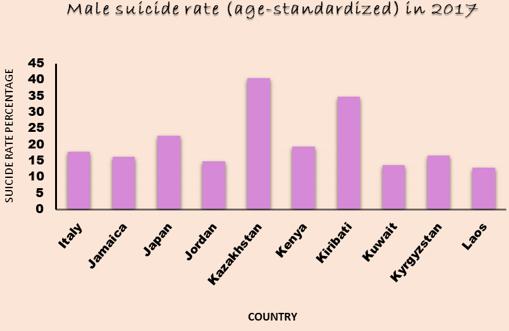 Male suicide rate (age-standardized) in 2017
SUICIDE RATE PERCENTAGE
45
40
35
30
25
20
15
10
5
0
Italy
Jamaica
Japan
Jordan
Kazakhstan
Kenya
Kiribati
Kuwait
Kyrgyzstan
Laos
COUNTRY